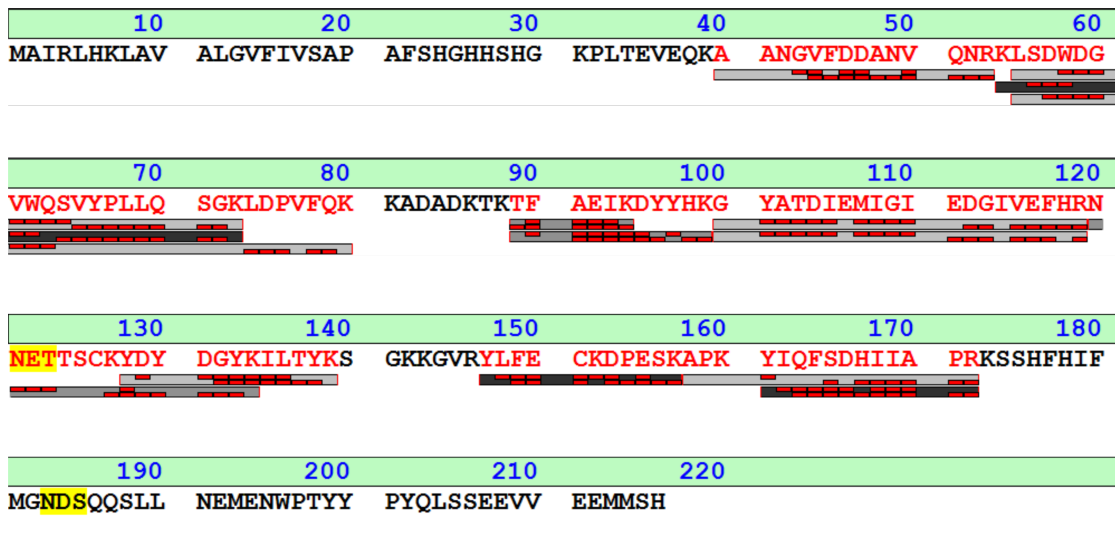 10 20 30 40 50 60
MAIRLHKLAV ALGVFIVSAP AFSHGHHSHG KPLTEVEQKA ANGVFDDANV QNRKLSDWDG
70 80 90 100 110 120
VWQSVYPLLQ SGKLDPVFQK KADADKTKTF AEIKDYYHKG YATDIEMIGI EDGIVEFHRN
130 140 150 160 170 180
NETTSCKYDY DGYKILTYKS GKKGVRYLFE CKDPESKAPK YIQFSDHIIA PRKSSHFHIF
190 200 210 220
MGNDSQQSLL NEMENWPTYY PYQLSSEEVV EEMMSH